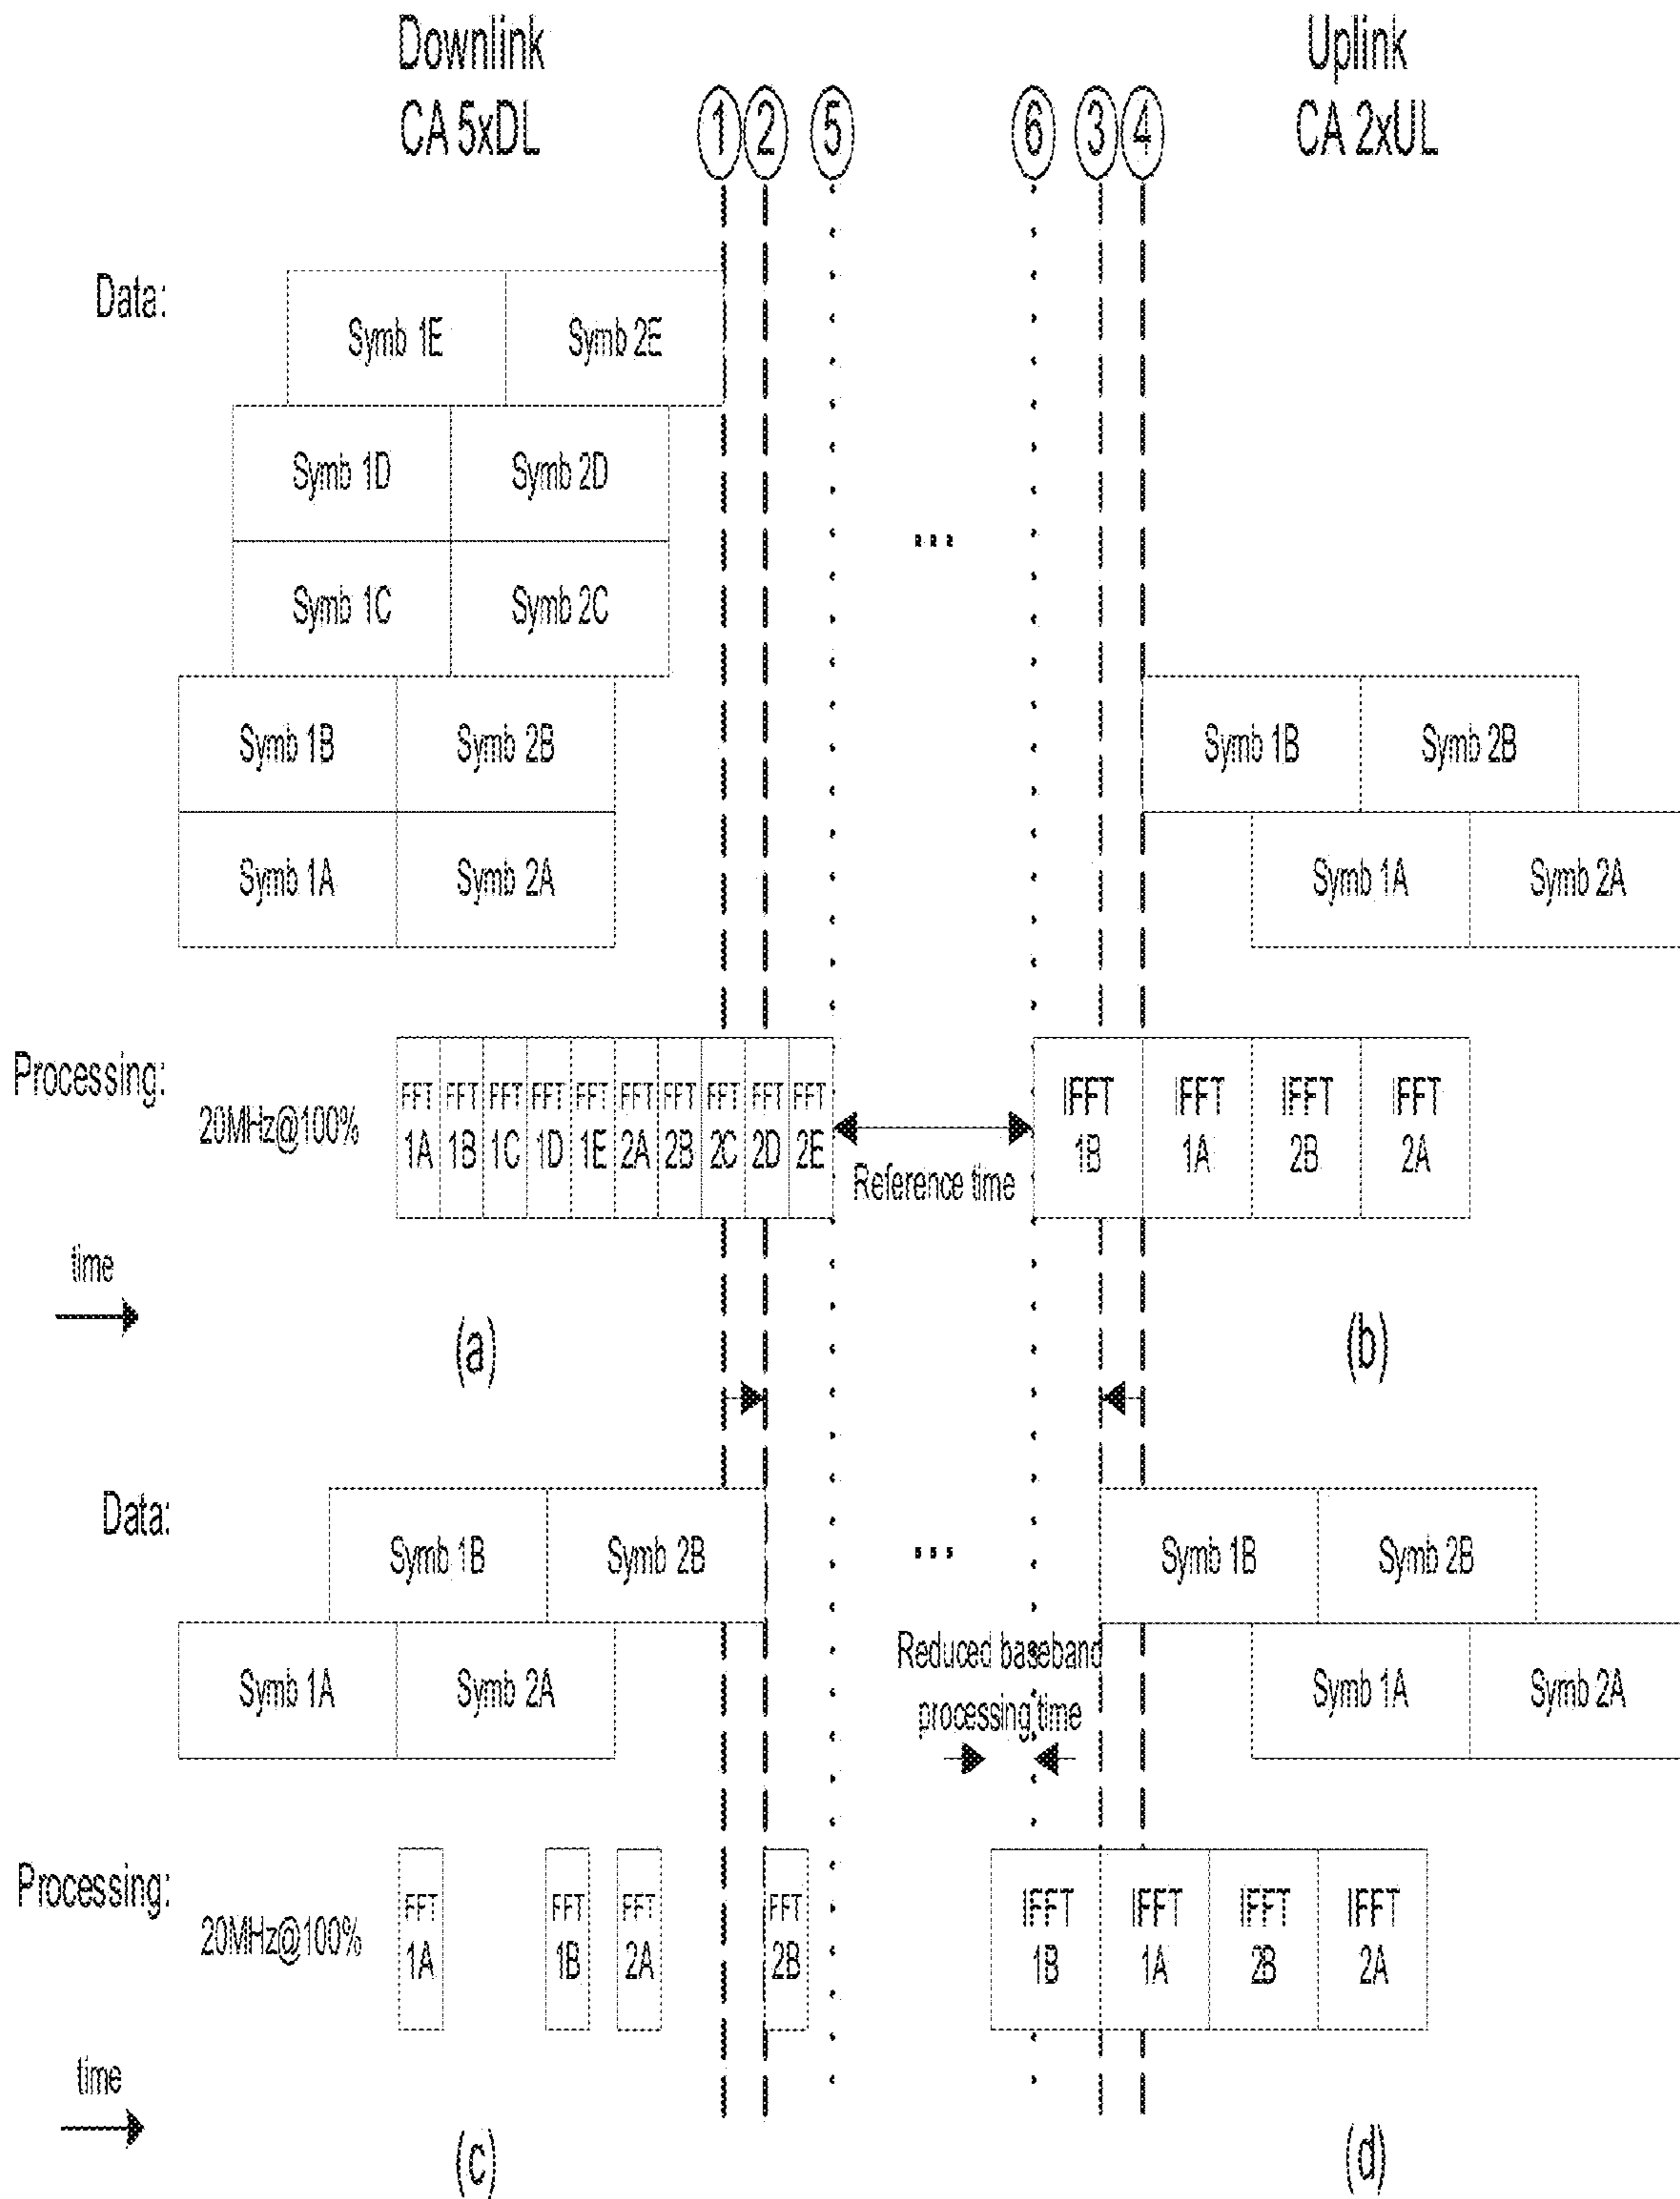 Downlink
CA 5xDL
1 2 5 6 3 4
Uplink
CA 2xUL
Data:
Symb 1E Symb 2E
Symb 1D Symb 2D
...
Symb 1C Symb 2C
Symb 1B Symb 2B
Symb 1B Symb 2B
Symb 1A Symb 2A
Symb 1A Symb 2A
Processing:
20MHz@100%
FFT 1A
FFT 1B
FFT 1C
FFT 1D
FFT 1E
FFT 2A
FFT 2B
FFT 2C
FFT 2D
FFT 2E
Reference time
IFFT 1B
IFFT 1A
IFFT 2B
IFFT 2A
time
(a)
(b)
Data:
Symb 1B Symb 2B
...
Symb 1B Symb 2B
Symb 1A Symb 2A
Reduced baseband
processing time
Symb 1A Symb 2A
Processing:
20MHz@100%
FFT 1A
FFT 1B
FFT 2A
FFT 2B
IFFT 1B
IFFT 1A
IFFT 2B
IFFT 2A
time
(c)
(d)